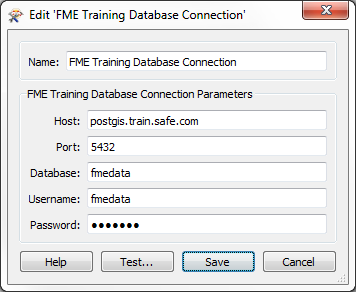 Edit 'FME Training Database Connection'
Name: FME Training Database Connection
FME Training Database Connection Parameters
Host: postgis.train.safe.com
Port: 5432
Database: fmedata
Username: fmedata
Password: ●●●●●●●
Help Test... Save Cancel